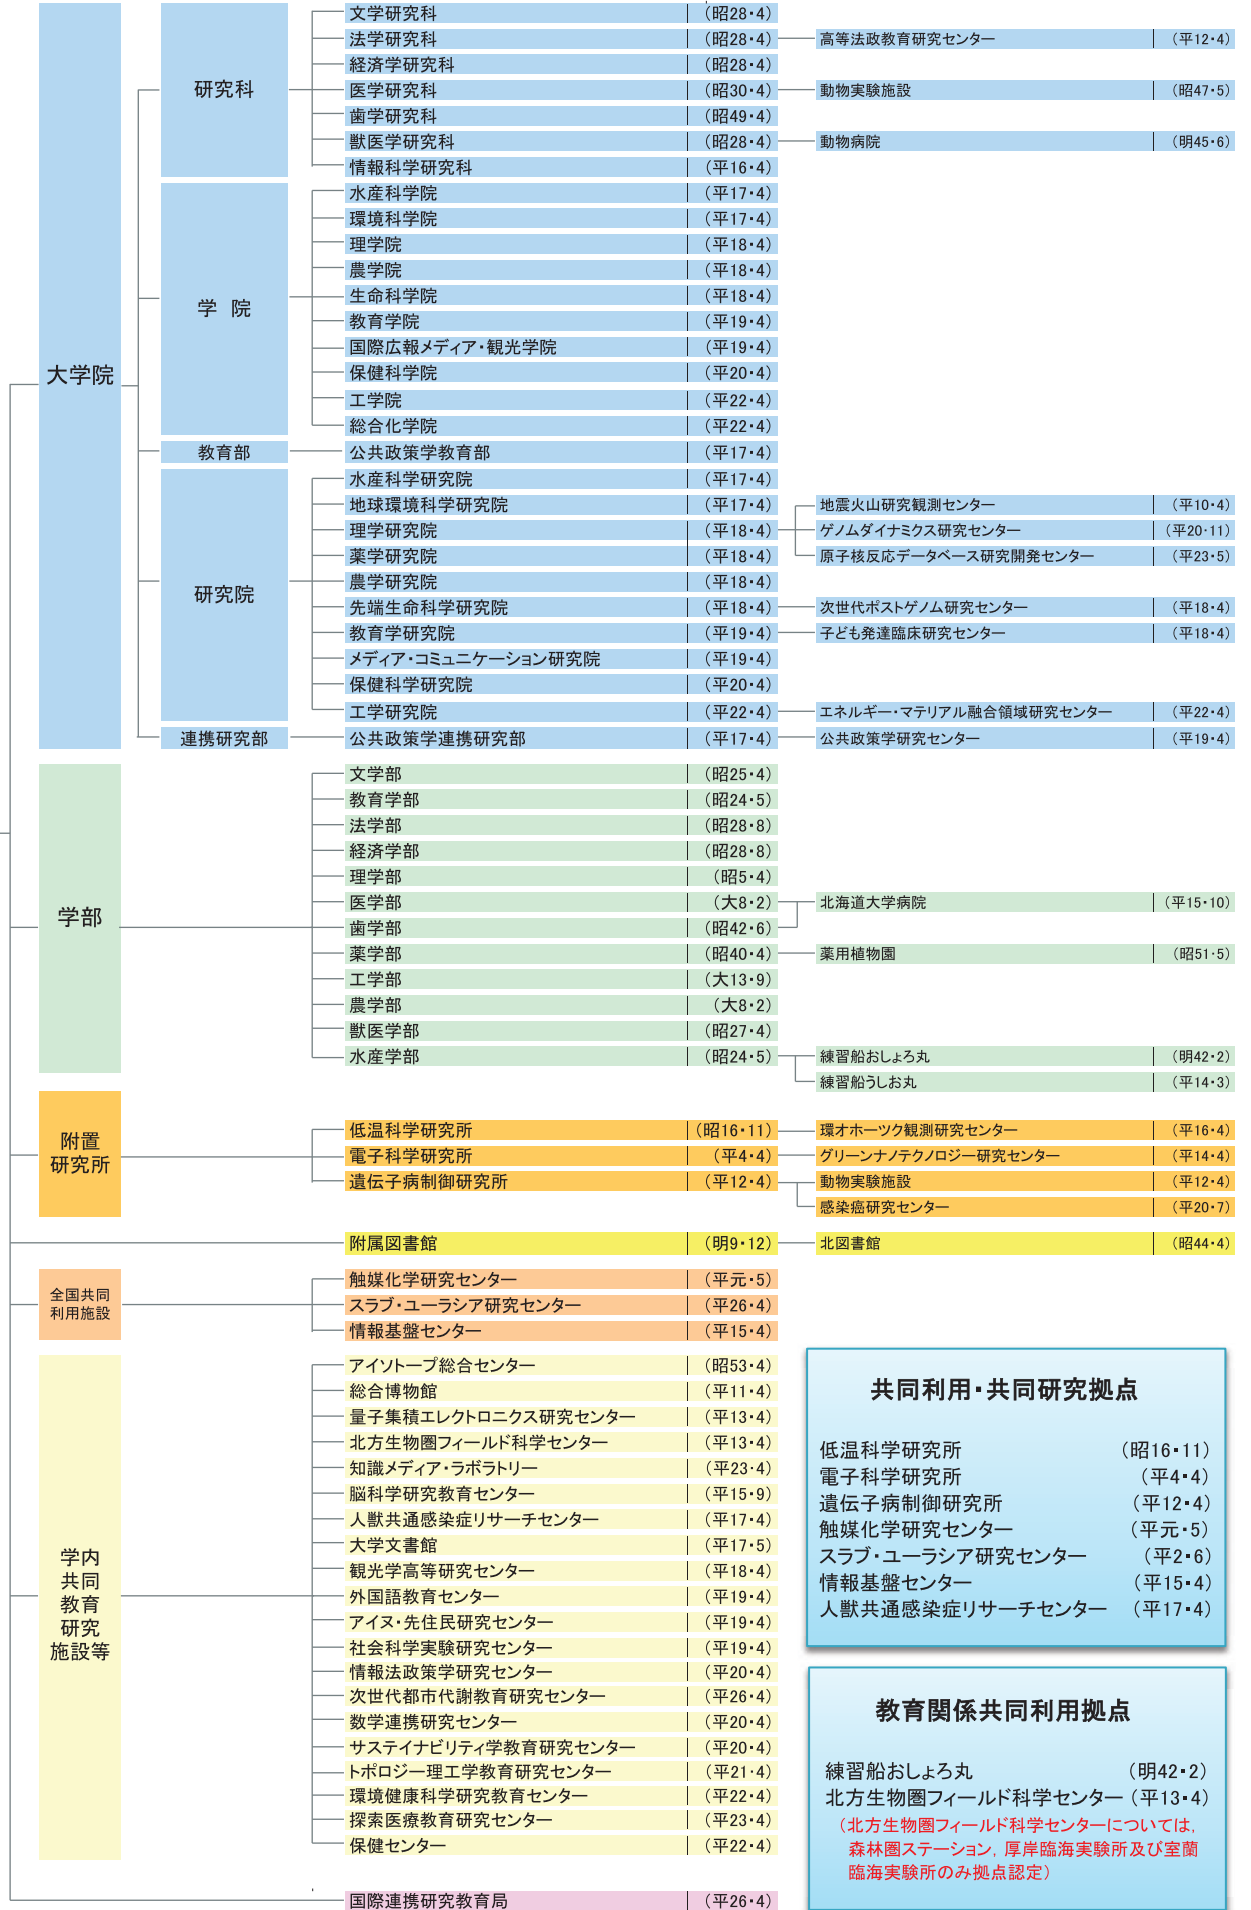 大学院
研究科
文学研究科 (昭28・4)
法学研究科 (昭28・4) 高等法政教育研究センター (平12・4)
経済学研究科 (昭28・4)
医学研究科 (昭30・4) 動物実験施設 (昭47・5)
歯学研究科 (昭49・4)
獣医学研究科 (昭28・4) 動物病院 (明45・6)
情報科学研究科 (平16・4)
学 院
水産科学院 (平17・4)
環境科学院 (平17・4)
理学院 (平18・4)
農学院 (平18・4)
生命科学院 (平18・4)
教育学院 (平19・4)
国際広報メディア・観光学院 (平19・4)
保健科学院 (平20・4)
工学院 (平22・4)
総合化学院 (平22・4)
教育部
公共政策学教育部 (平17・4)
研究院
水産科学研究院 (平17・4)
地球環境科学研究院 (平17・4) 地震火山研究観測センター (平10・4)
理学研究院 (平18・4) ゲノムダイナミクス研究センター (平20・11)
薬学研究院 (平18・4) 原子核反応データベース研究開発センター (平23・5)
農学研究院 (平18・4)
先端生命科学研究院 (平18・4) 次世代ポストゲノム研究センター (平18・4)
教育学研究院 (平19・4) 子ども発達臨床研究センター (平18・4)
メディア・コミュニケーション研究院 (平19・4)
保健科学研究院 (平20・4)
工学研究院 (平22・4) エネルギー・マテリアル融合領域研究センター (平22・4)
連携研究部
公共政策学連携研究部 (平17・4) 公共政策学研究センター (平19・4)
学部
文学部 (昭25・4)
教育学部 (昭24・5)
法学部 (昭28・8)
経済学部 (昭28・8)
理学部 (昭5・4)
医学部 (大8・2) 北海道大学病院 (平15・10)
歯学部 (昭42・6)
薬学部 (昭40・4) 薬用植物園 (昭51・5)
工学部 (大13・9)
農学部 (大8・2)
獣医学部 (昭27・4)
水産学部 (昭24・5) 練習船おしょろ丸 (明42・2)
練習船うしお丸 (平14・3)
附置
研究所
低温科学研究所 (昭16・11) 環オホーツク観測研究センター (平16・4)
電子科学研究所 (平4・4) グリーンナノテクノロジー研究センター (平14・4)
遺伝子病制御研究所 (平12・4) 動物実験施設 (平12・4)
感染癌研究センター (平20・7)
附属図書館 (明9・12) 北図書館 (昭44・4)
全国共同
利用施設
触媒化学研究センター (平元・5)
スラブ・ユーラシア研究センター (平26・4)
情報基盤センター (平15・4)
学内
共同
教育
研究
施設等
アイソトープ総合センター (昭53・4)
総合博物館 (平11・4)
量子集積エレクトロニクス研究センター (平13・4)
北方生物圏フィールド科学センター (平13・4)
知識メディア・ラボラトリー (平23・4)
脳科学研究教育センター (平15・9)
人獣共通感染症リサーチセンター (平17・4)
大学文書館 (平17・5)
観光学高等研究センター (平18・4)
外国語教育センター (平19・4)
アイヌ・先住民研究センター (平19・4)
社会科学実験研究センター (平19・4)
情報法政策学研究センター (平20・4)
次世代都市代謝教育研究センター (平26・4)
数学連携研究センター (平20・4)
サステイナビリティ学教育研究センター (平20・4)
トポロジー理工学教育研究センター (平21・4)
環境健康科学研究教育センター (平22・4)
探索医療教育研究センター (平23・4)
保健センター (平22・4)
国際連携研究教育局 (平26・4)
共同利用・共同研究拠点
低温科学研究所 (昭16・11)
電子科学研究所 (平4・4)
遺伝子病制御研究所 (平12・4)
触媒化学研究センター (平元・5)
スラブ・ユーラシア研究センター (平2・6)
情報基盤センター (平15・4)
人獣共通感染症リサーチセンター (平17・4)
教育関係共同利用拠点
練習船おしょろ丸 (明42・2)
北方生物圏フィールド科学センター (平13・4)
(北方生物圏フィールド科学センターについては,
森林圏ステーション, 厚岸臨海実験所及び室蘭
臨海実験所のみ拠点認定)